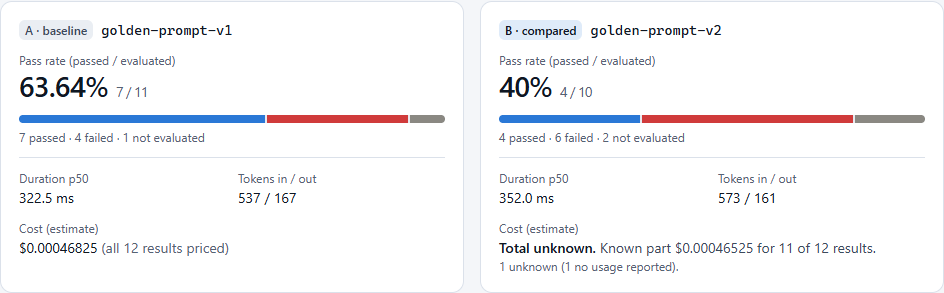 A · baseline golden-prompt-v1
Pass rate (passed / evaluated)
63.64% 7 / 11
7 passed · 4 failed · 1 not evaluated
Duration p50
322.5 ms
Tokens in / out
537 / 167
Cost (estimate)
$0.00046825 (all 12 results priced)
B · compared golden-prompt-v2
Pass rate (passed / evaluated)
40% 4 / 10
4 passed · 6 failed · 2 not evaluated
Duration p50
352.0 ms
Tokens in / out
573 / 161
Cost (estimate)
Total unknown. Known part $0.00046525 for 11 of 12 results.
1 unknown (1 no usage reported).